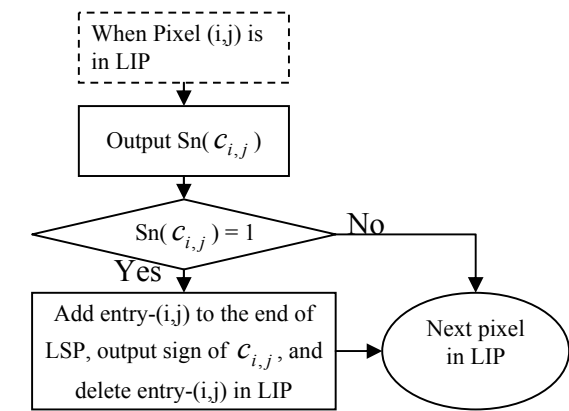 When Pixel (i,j) is
in LIP
Output Sn( c_{i,j} )
Sn( c_{i,j} ) = 1
No
Yes
Add entry-(i,j) to the end of
LSP, output sign of c_{i,j} , and
delete entry-(i,j) in LIP
Next pixel
in LIP